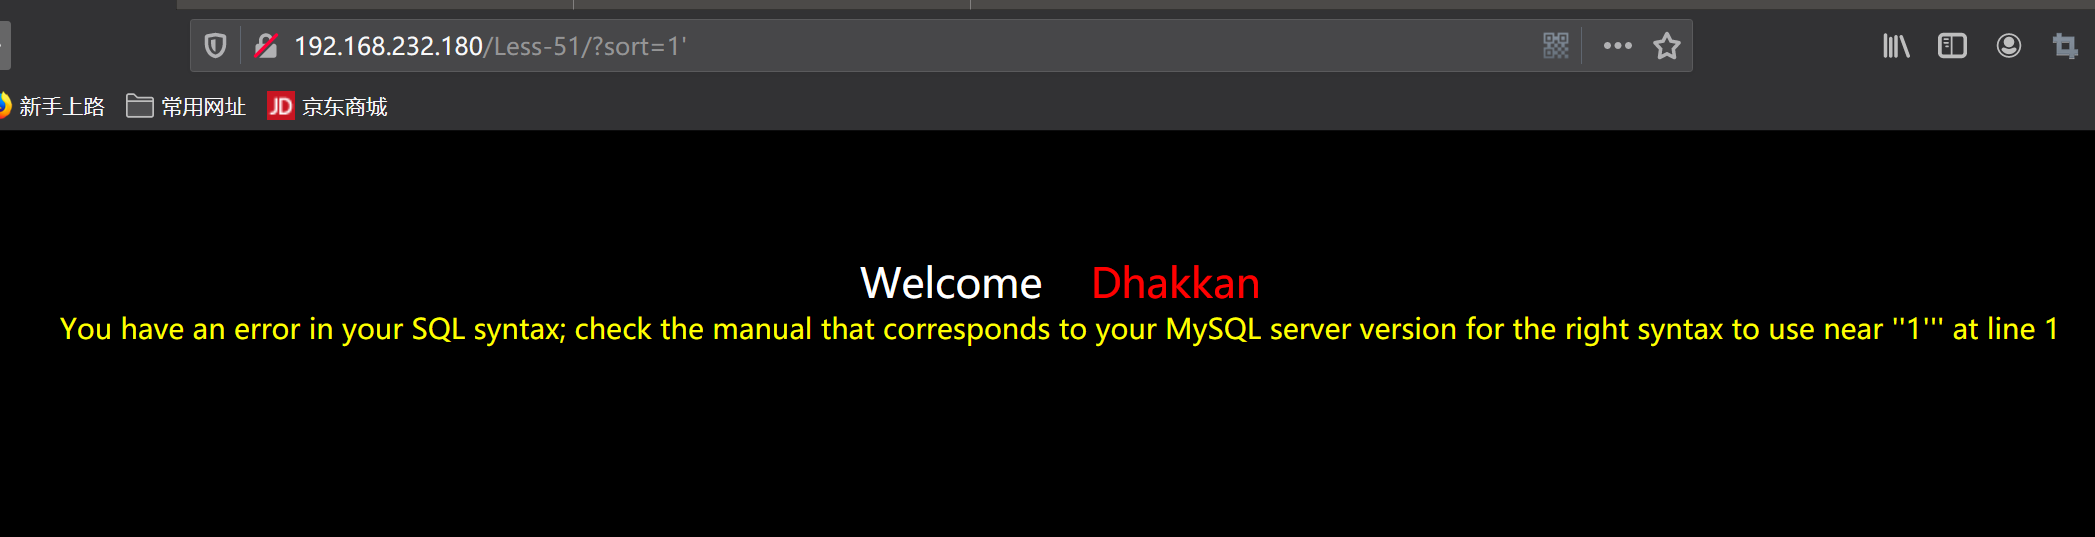 192.168.232.180/Less-51/?sort=1'
新手上路 常用网址 JD 京东商城
Welcome Dhakkan
You have an error in your SQL syntax; check the manual that corresponds to your MySQL server version for the right syntax to use near ''1''' at line 1